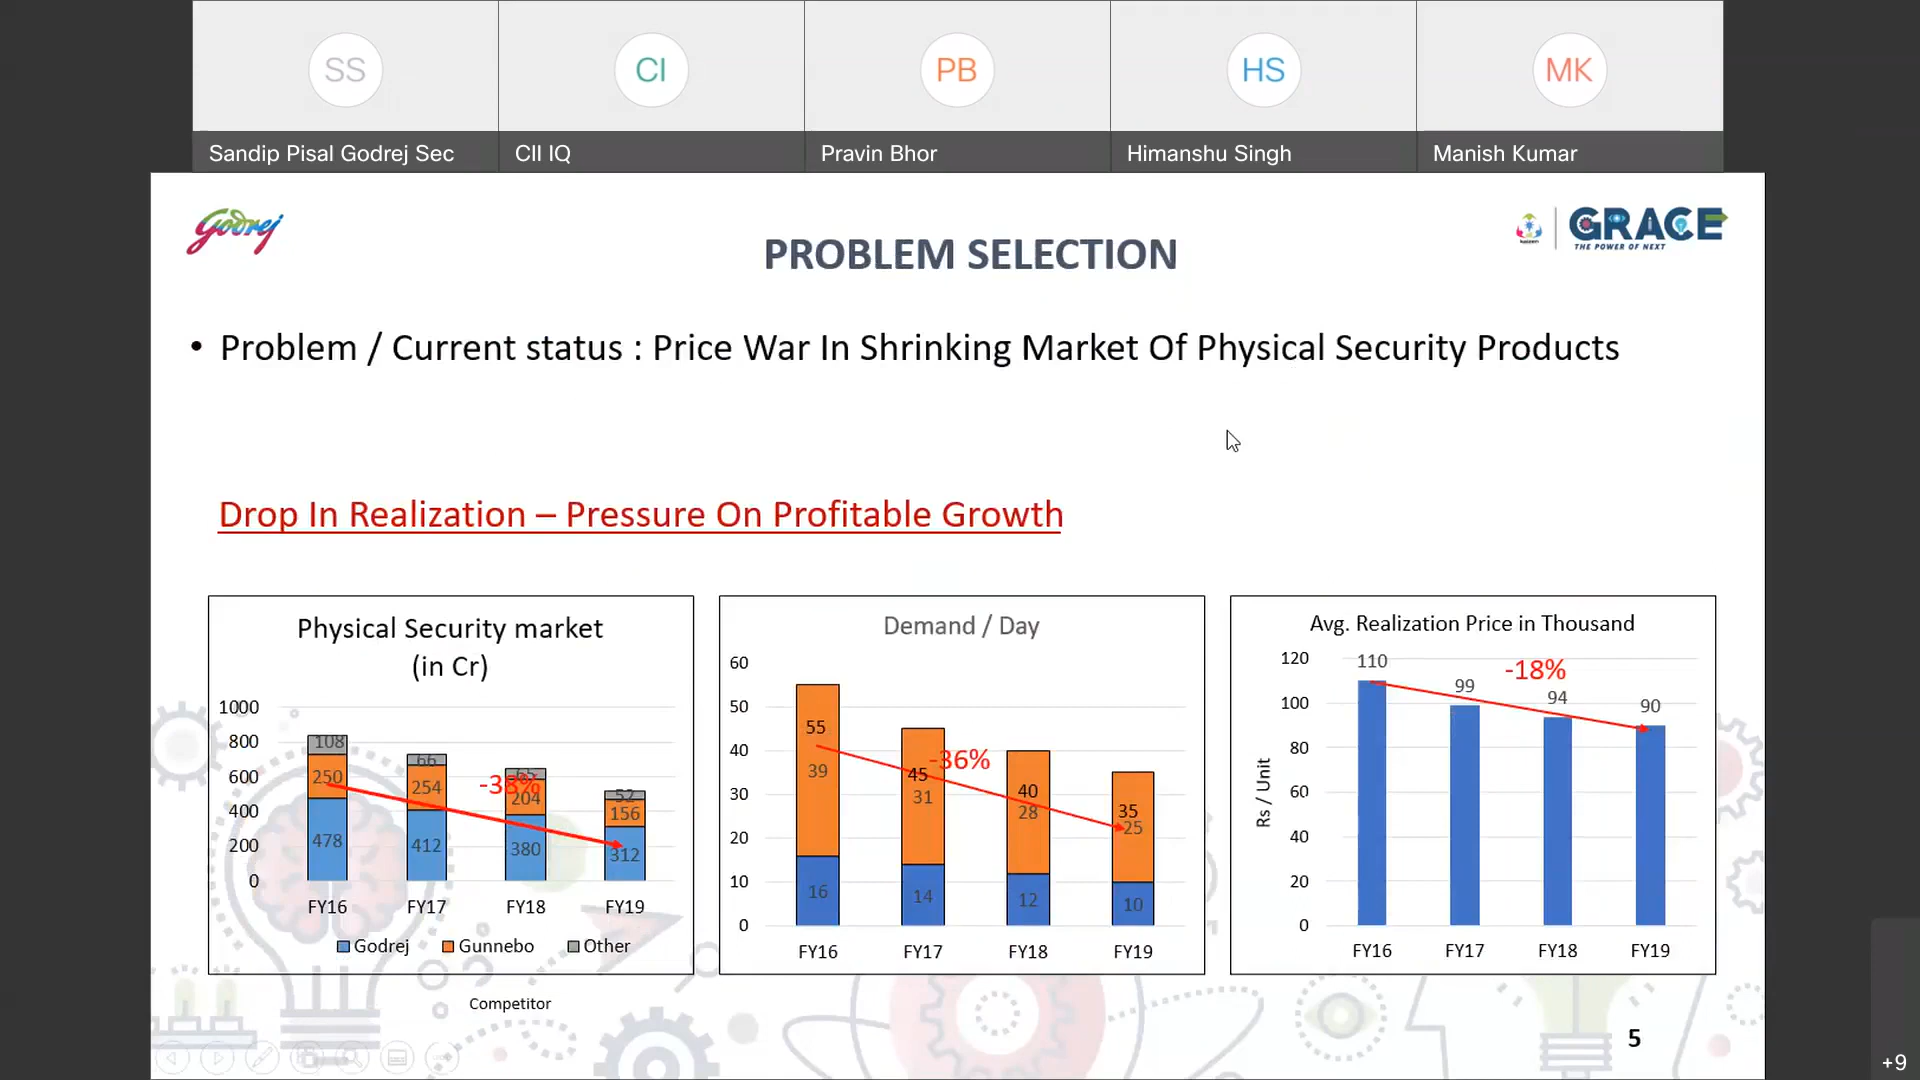 SS
CI
PB
HS
MK
Sandip Pisal Godrej Sec
CII IQ
Pravin Bhor
Himanshu Singh
Manish Kumar
Godrej
kaizen
GRACE
THE POWER OF NEXT
PROBLEM SELECTION
• Problem / Current status : Price War In Shrinking Market Of Physical Security Products
Drop In Realization – Pressure On Profitable Growth
Physical Security market
(in Cr)
1000
800
600
400
200
0
108
66
65
52
250
254
204
156
478
412
380
312
-38%
FY16 FY17 FY18 FY19
Godrej Gunnebo Other
Competitor
Demand / Day
60
50
40
30
20
10
0
55
45
40
35
39
31
28
25
16
14
12
10
-36%
FY16 FY17 FY18 FY19
Avg. Realization Price in Thousand
Rs / Unit
120
100
80
60
40
20
0
110
99
94
90
-18%
FY16 FY17 FY18 FY19
5
+9